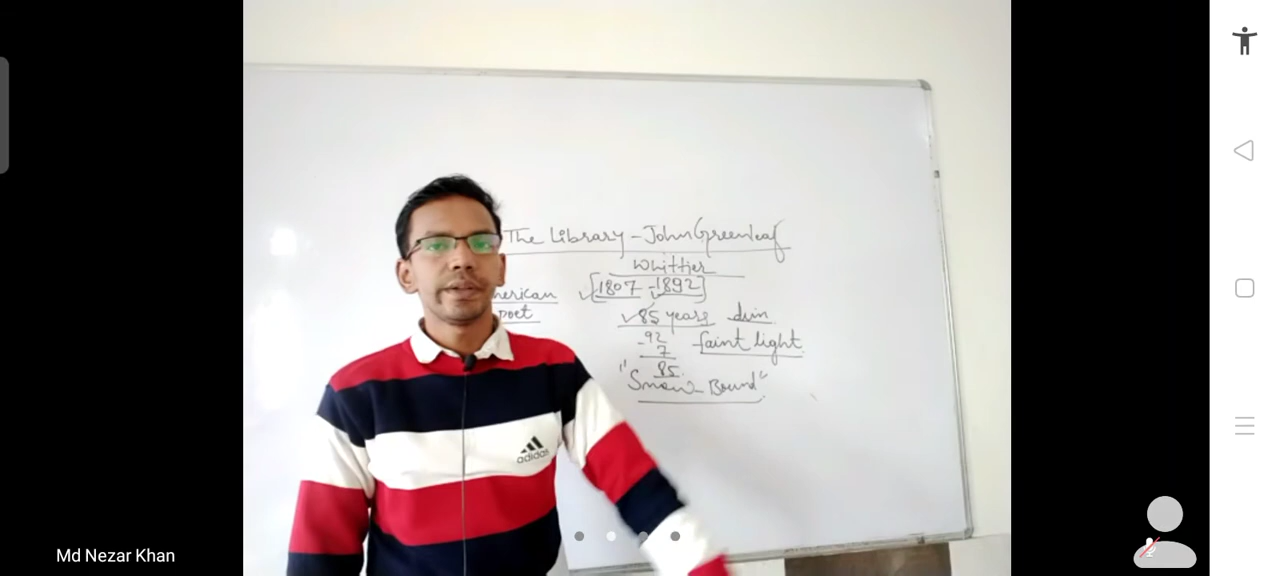 The Library - John Greenleaf
Whittier
merican [1807 - 1892]
poet ✓85 years dim
-92 faint light
7
85
"Snow-Bound"
adidas
Md Nezar Khan